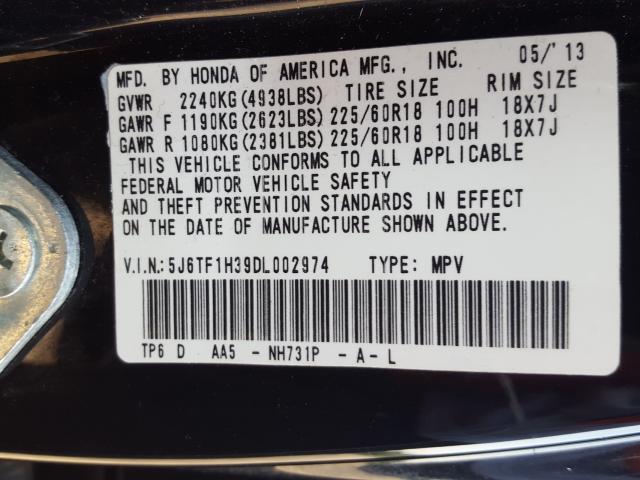 MFD. BY HONDA OF AMERICA MFG., INC. 05/'13
GVWR 2240KG(4938LBS) TIRE SIZE RIM SIZE
GAWR F 1190KG(2623LBS) 225/60R18 100H 18X7J
GAWR R 1080KG(2381LBS) 225/60R18 100H 18X7J
THIS VEHICLE CONFORMS TO ALL APPLICABLE
FEDERAL MOTOR VEHICLE SAFETY
AND THEFT PREVENTION STANDARDS IN EFFECT
ON THE DATE OF MANUFACTURE SHOWN ABOVE.
V.I.N.:5J6TF1H39DL002974 TYPE: MPV
TP6 D AA5 - NH731P - A - L